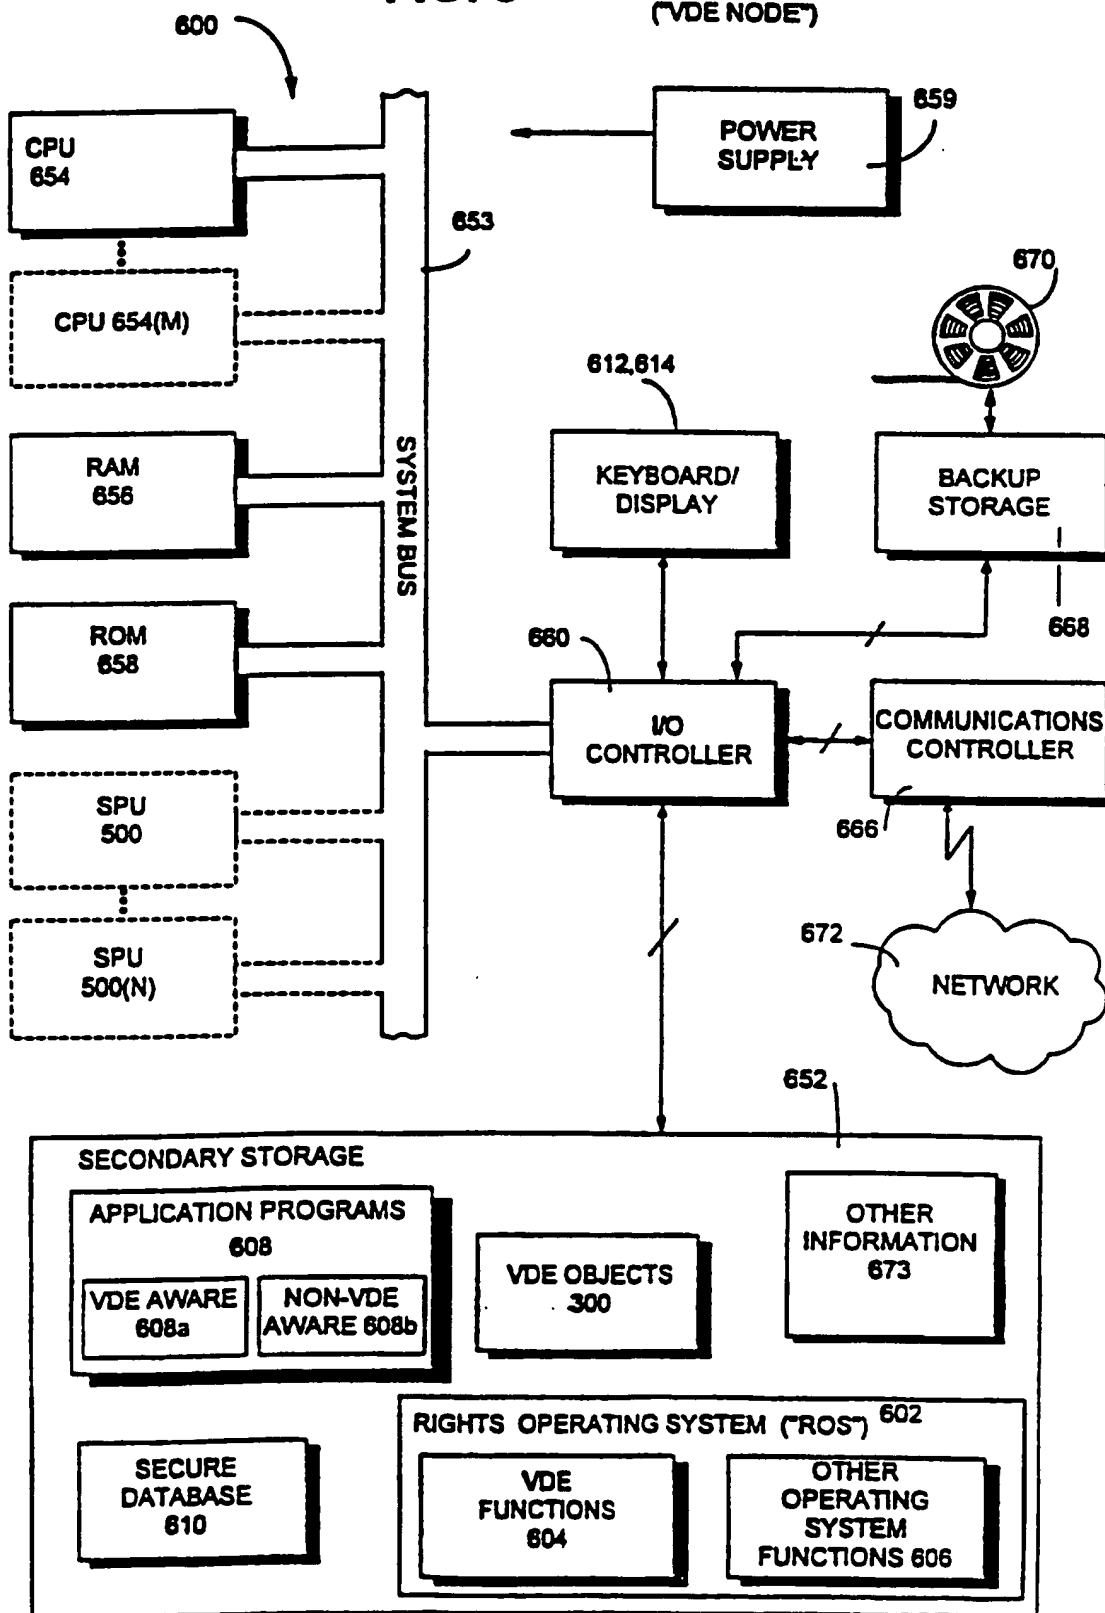 ("VDE NODE")
600
CPU
654
CPU 654(M)
RAM
656
ROM
658
SPU
500
SPU
500(N)
SYSTEM BUS
653
POWER
SUPPLY
659
670
612,614
KEYBOARD/
DISPLAY
BACKUP
STORAGE
668
660
I/O
CONTROLLER
COMMUNICATIONS
CONTROLLER
666
672
NETWORK
652
SECONDARY STORAGE
APPLICATION PROGRAMS
608
VDE AWARE
608a
NON-VDE
AWARE 608b
VDE OBJECTS
300
OTHER
INFORMATION
673
SECURE
DATABASE
610
RIGHTS OPERATING SYSTEM ("ROS") 602
VDE
FUNCTIONS
604
OTHER
OPERATING
SYSTEM
FUNCTIONS 606